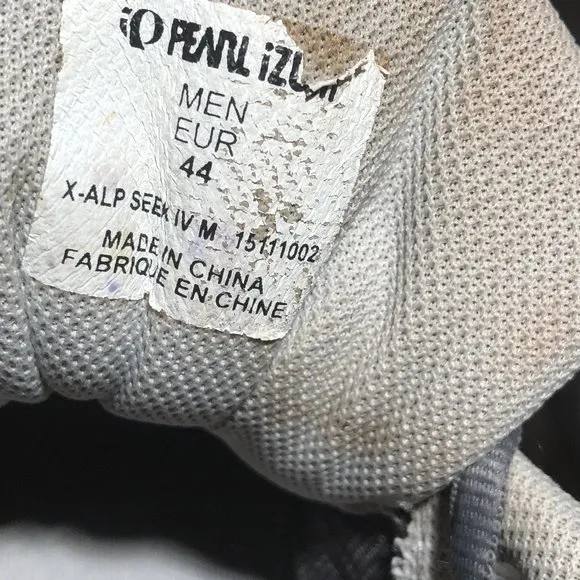 PEARL iZUMi
MEN
EUR
44
X-ALP SEEK IV M 15111002
MADE IN CHINA
FABRIQUE EN CHINE